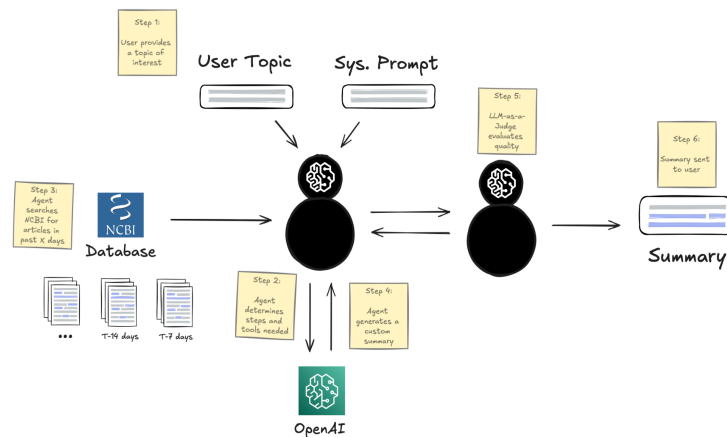 Step 1:
User provides
a topic of
interest
User Topic
Sys. Prompt
Step 5:
LLM-as-a-
Judge
evaluates
quality
Step 6:
Summary sent
to user
Step 3:
Agent
searches
NCBI for
articles in
past X days
NCBI
Database
Summary
Step 2:
Agent
determines
steps and
tools needed
Step 4:
Agent
generates a
custom
summary
...
T-14 days
T-7 days
OpenAI